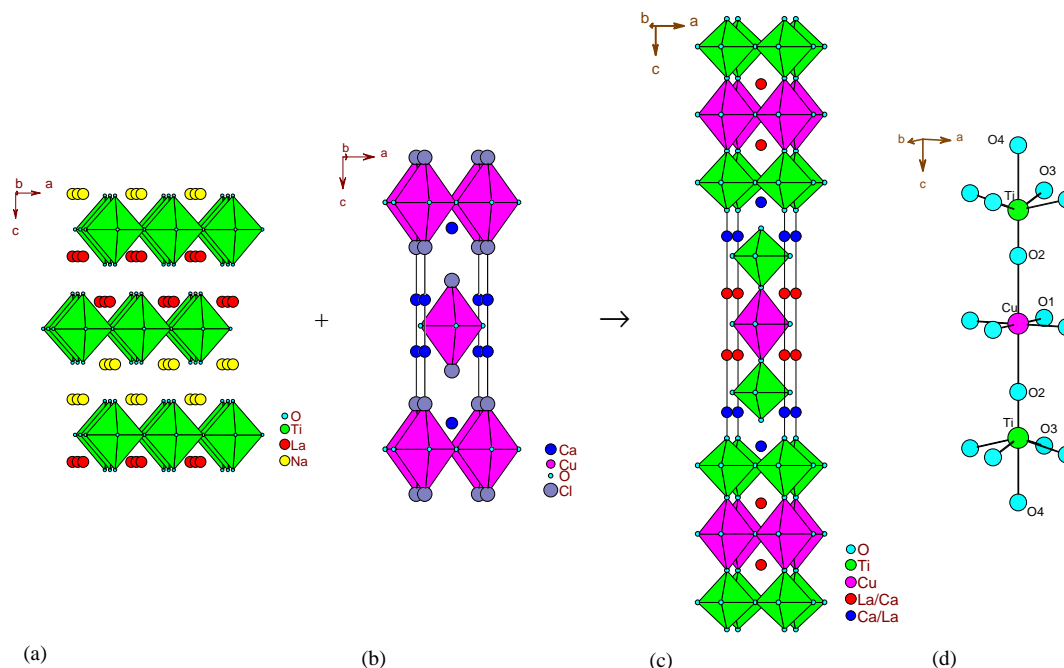 b
a
c
O
Ti
La
Na
(a)
+
b
a
c
Ca
Cu
O
Cl
(b)
→
b
a
c
O
Ti
Cu
La/Ca
Ca/La
(c)
b
a
c
O4
O3
Ti
O2
O1
Cu
O2
Ti
O3
O4
(d)